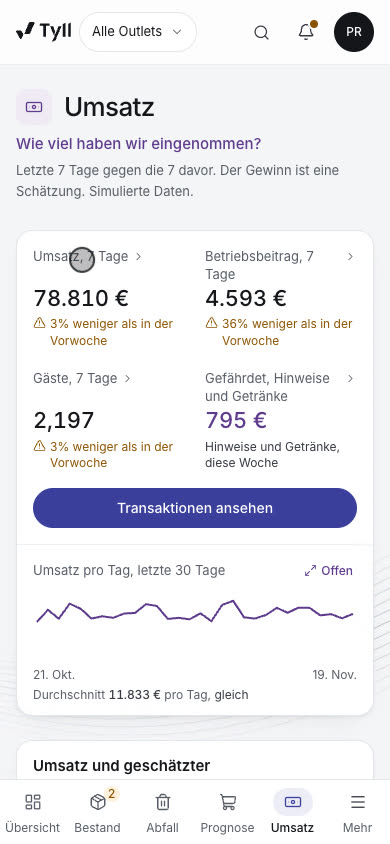 Tyll
Alle Outlets
PR
Umsatz
Wie viel haben wir eingenommen?
Letzte 7 Tage gegen die 7 davor. Der Gewinn ist eine
Schätzung. Simulierte Daten.
Umsatz, 7 Tage
Betriebsbeitrag, 7
Tage
78.810 €
4.593 €
3% weniger als in der
Vorwoche
36% weniger als in der
Vorwoche
Gäste, 7 Tage
Gefährdet, Hinweise
und Getränke
2,197
795 €
3% weniger als in der
Vorwoche
Hinweise und Getränke,
diese Woche
Transaktionen ansehen
Umsatz pro Tag, letzte 30 Tage
Offen
21. Okt.
19. Nov.
Durchschnitt 11.833 € pro Tag, gleich
Umsatz und geschätzter
2
Übersicht
Bestand
Abfall
Prognose
Umsatz
Mehr